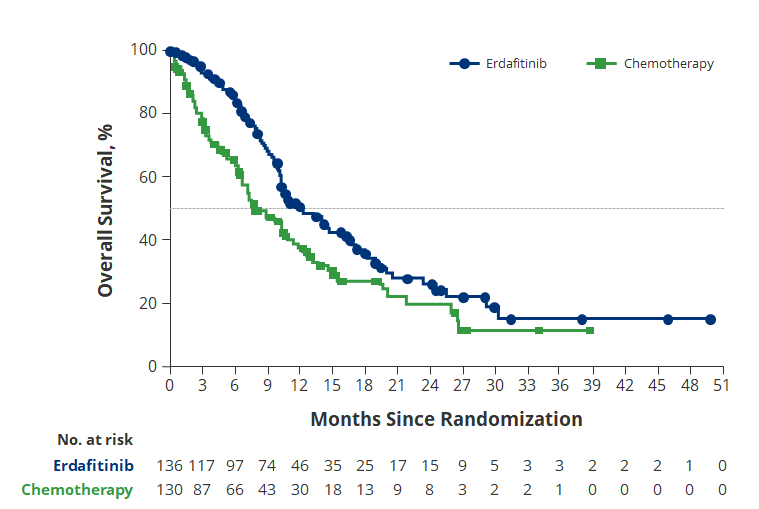 Erdafitinib Chemotherapy
Overall Survival, %
100
80
60
40
20
0
0 3 6 9 12 15 18 21 24 27 30 33 36 39 42 45 48 51
Months Since Randomization
No. at risk
Erdafitinib 136 117 97 74 46 35 25 17 15 9 5 3 3 2 2 2 1 0
Chemotherapy 130 87 66 43 30 18 13 9 8 3 2 2 1 0 0 0 0 0